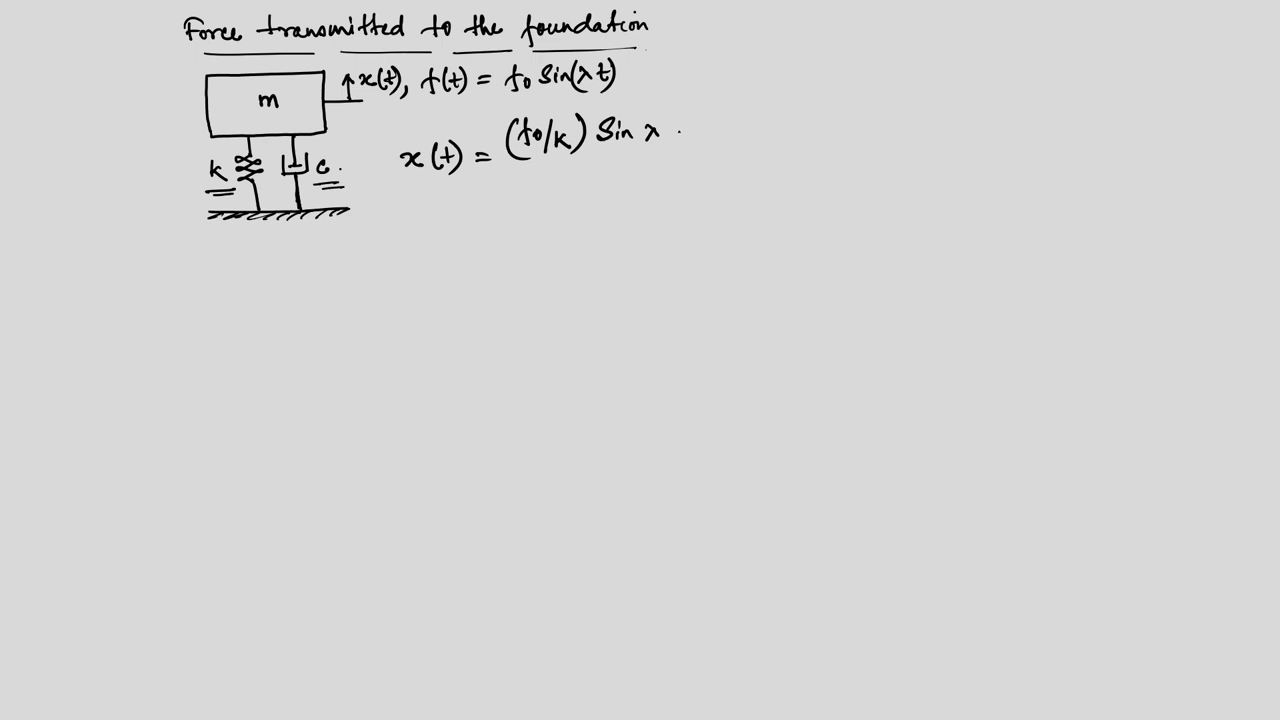 Force transmitted to the foundation
m
x(t), f(t) = f0 Sin(λt)
x(t) = (f0/k) Sin λ
k
c.